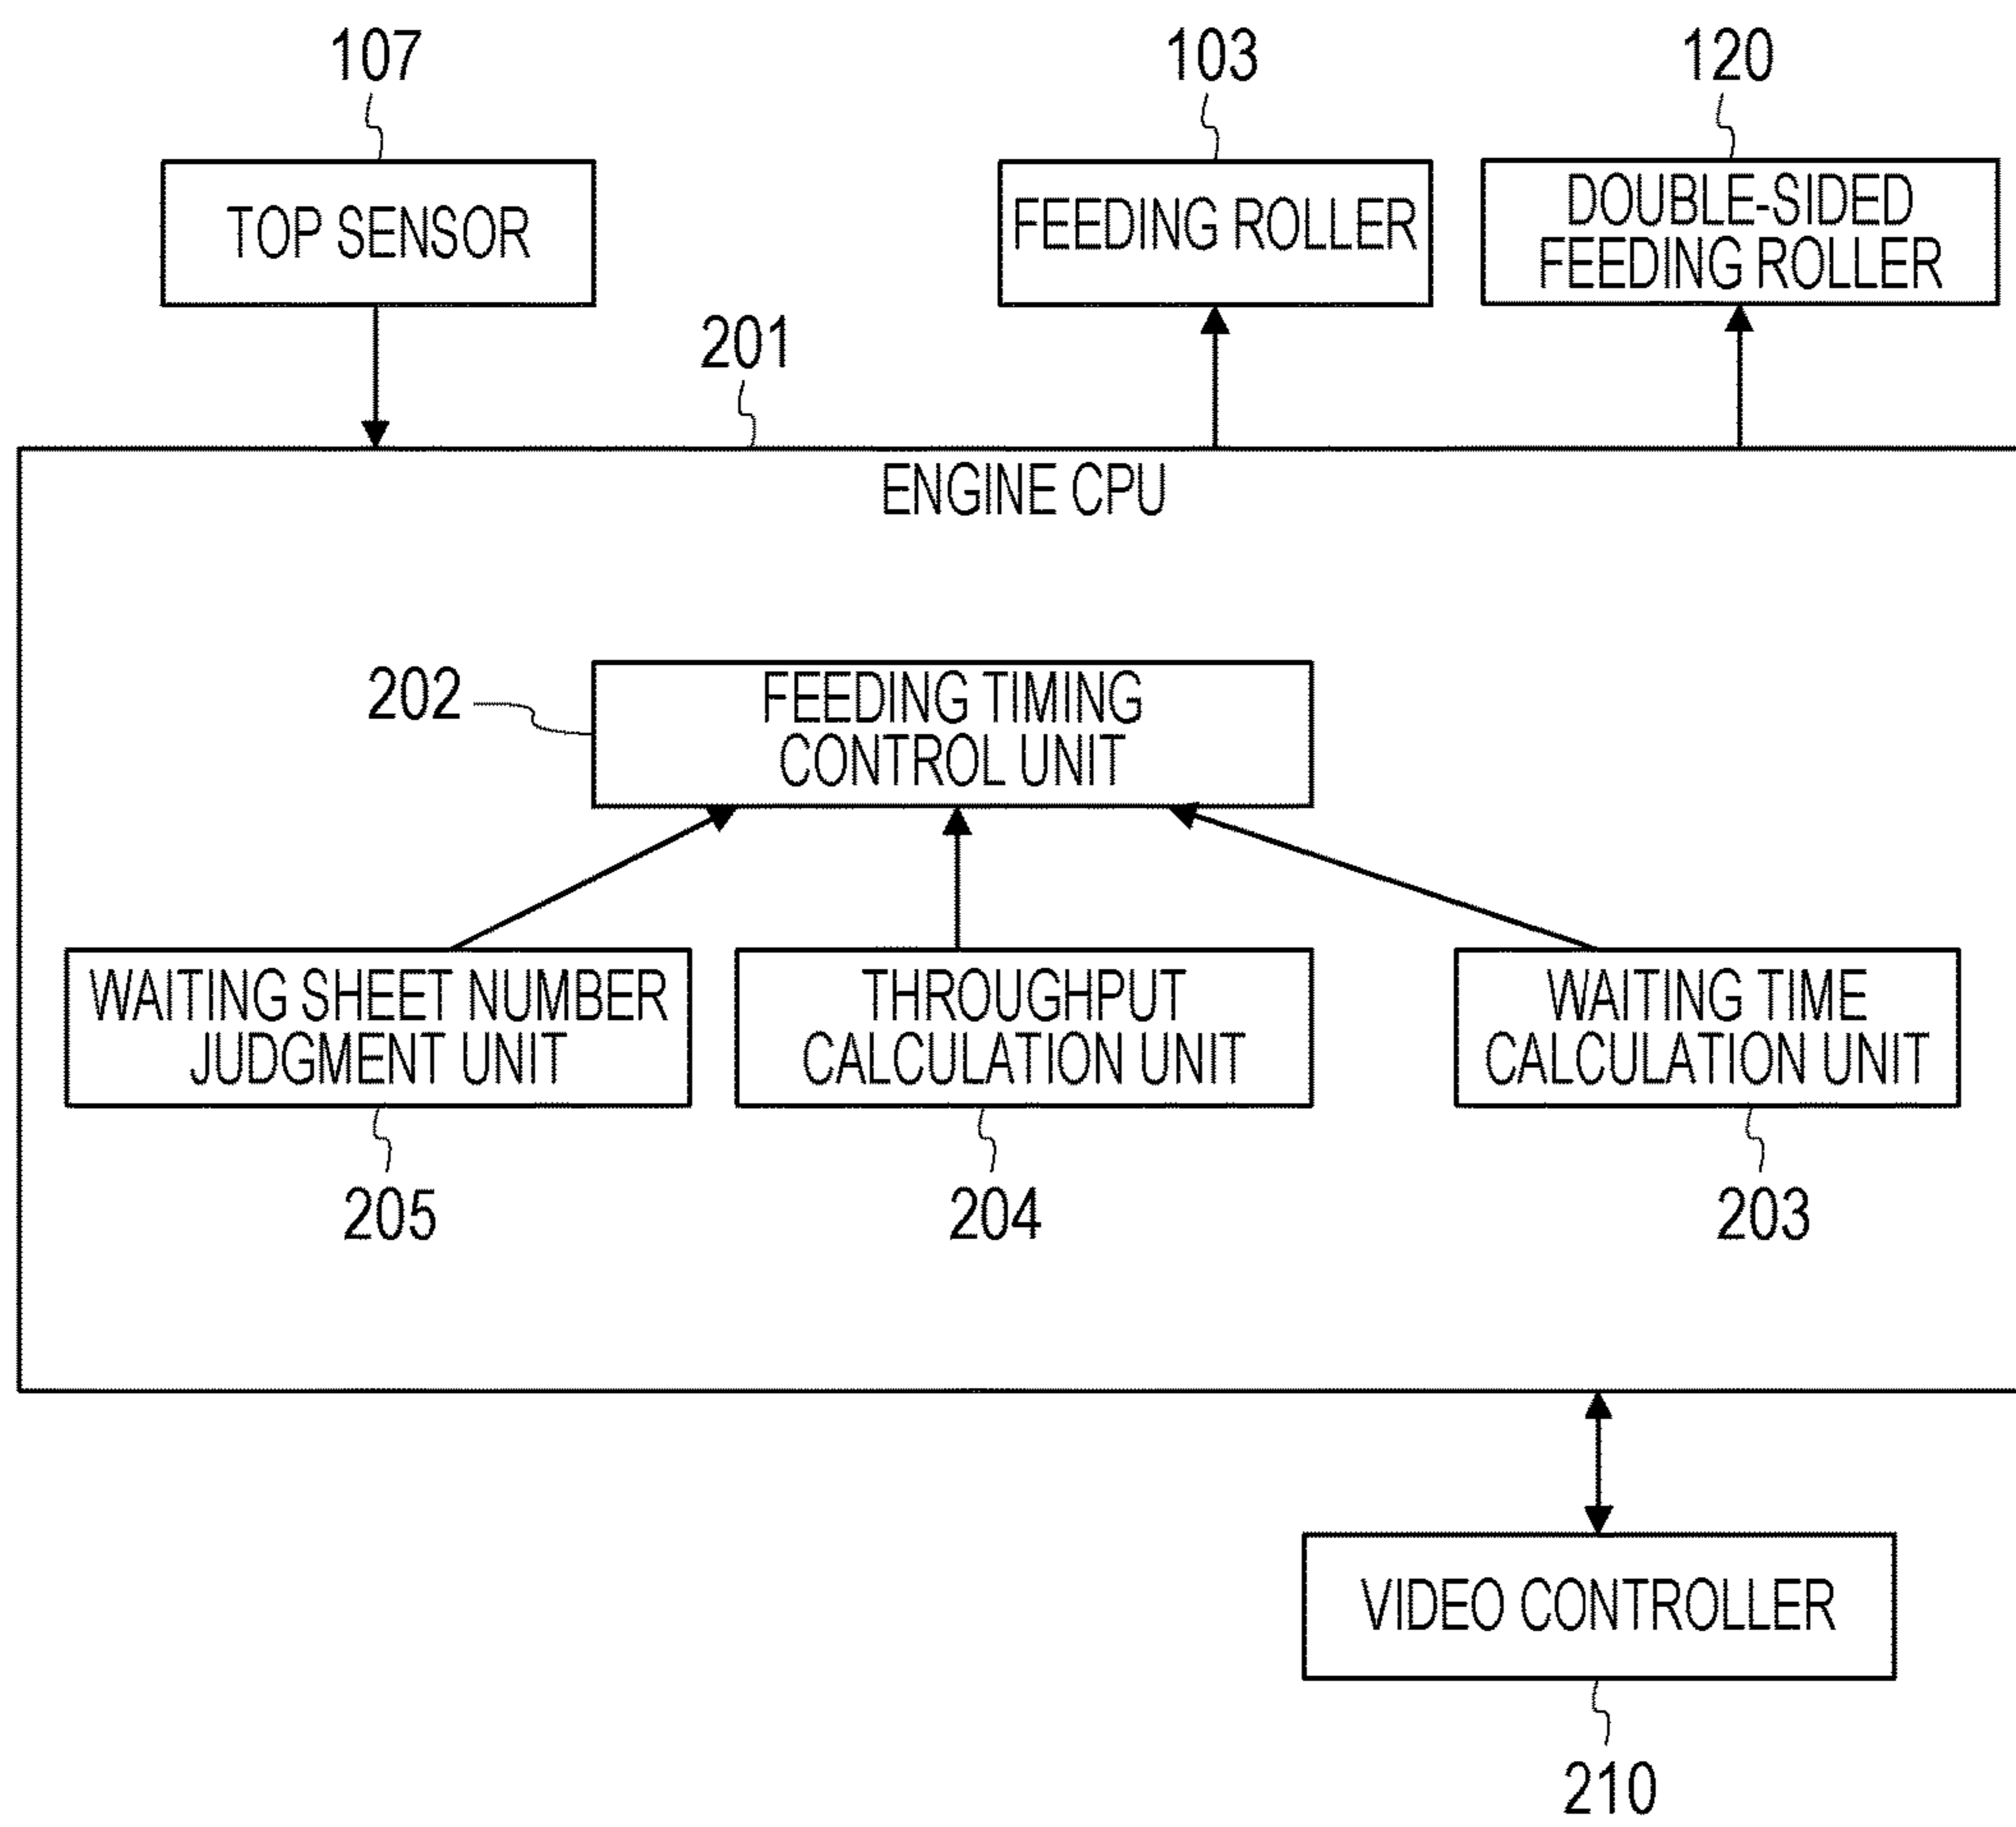 107
103
120
TOP SENSOR
FEEDING ROLLER
DOUBLE-SIDED
FEEDING ROLLER
201
ENGINE CPU
202
FEEDING TIMING
CONTROL UNIT
WAITING SHEET NUMBER
JUDGMENT UNIT
THROUGHPUT
CALCULATION UNIT
WAITING TIME
CALCULATION UNIT
205
204
203
VIDEO CONTROLLER
210